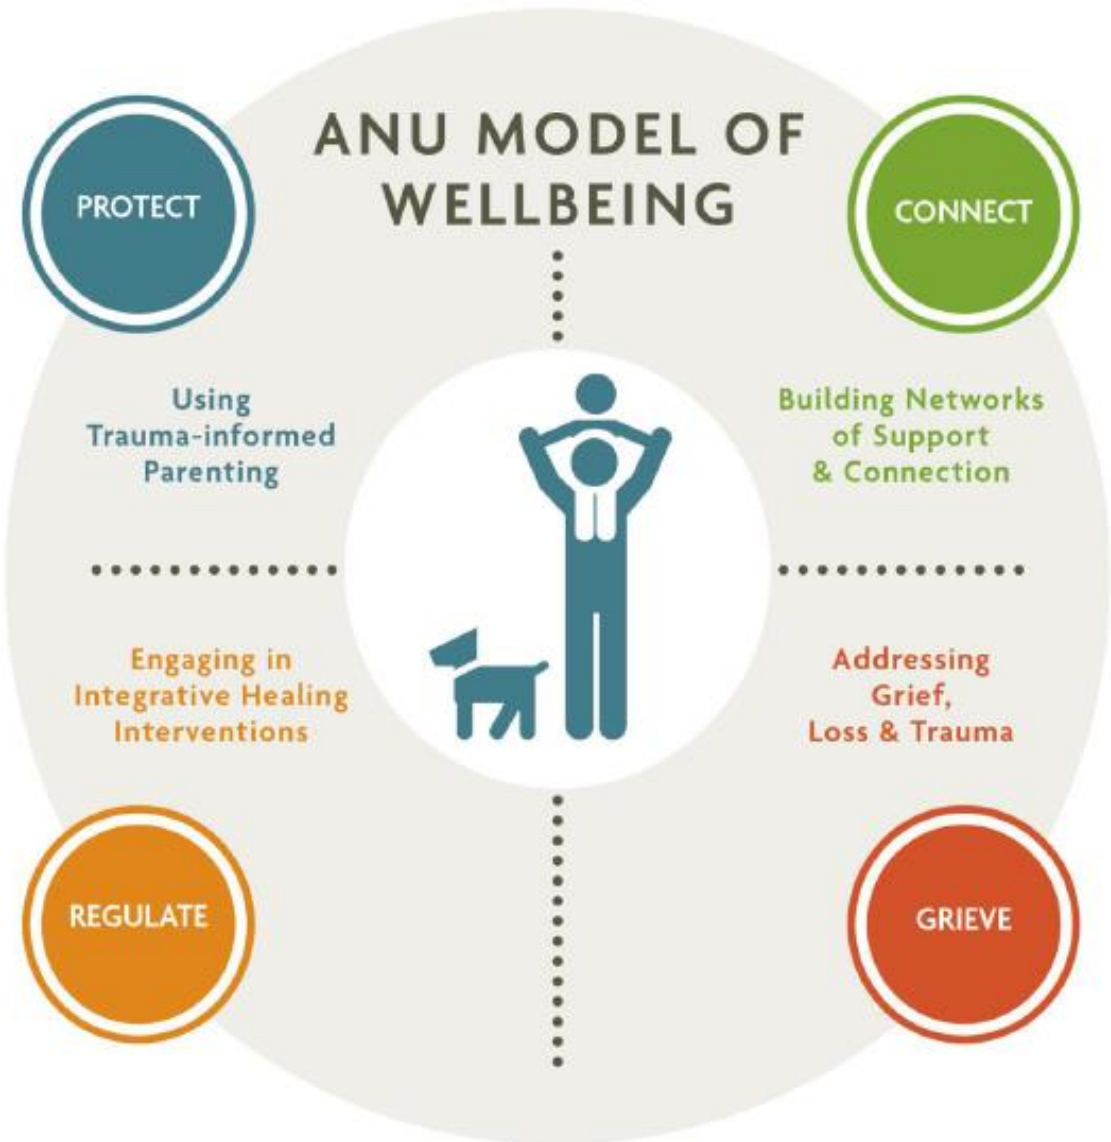 ANU MODEL OF
WELLBEING
PROTECT
CONNECT
Using
Trauma-informed
Parenting
Building Networks
of Support
& Connection
Engaging in
Integrative Healing
Interventions
Addressing
Grief,
Loss & Trauma
REGULATE
GRIEVE